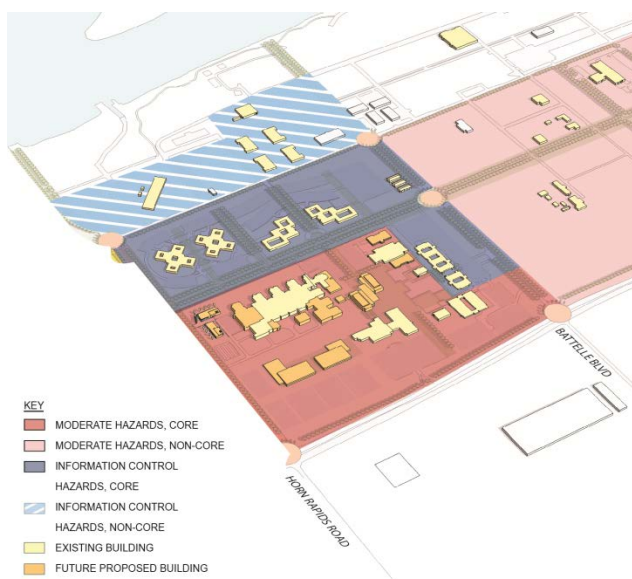 BATTELLE BLVD
KEY
MODERATE HAZARDS, CORE
MODERATE HAZARDS, NON-CORE
INFORMATION CONTROL
HAZARDS, CORE
INFORMATION CONTROL
HAZARDS, NON-CORE
EXISTING BUILDING
FUTURE PROPOSED BUILDING
HORN RAPIDS ROAD